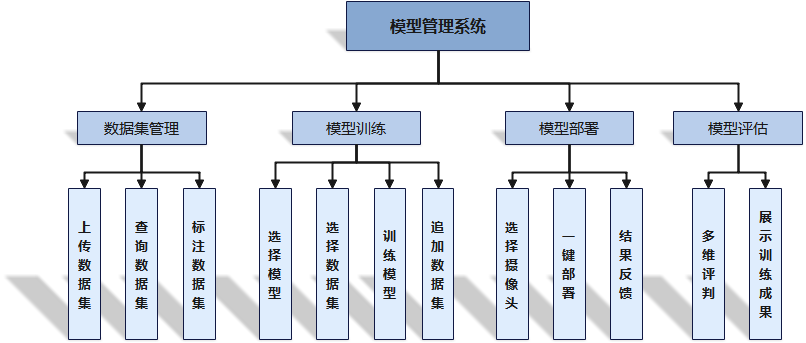 模型管理系统
数据集管理
模型训练
模型部署
模型评估
上传数据集
查询数据集
标注数据集
选择模型
选择数据集
训练模型
追加数据集
选择摄像头
一键部署
结果反馈
多维评判
展示训练成果